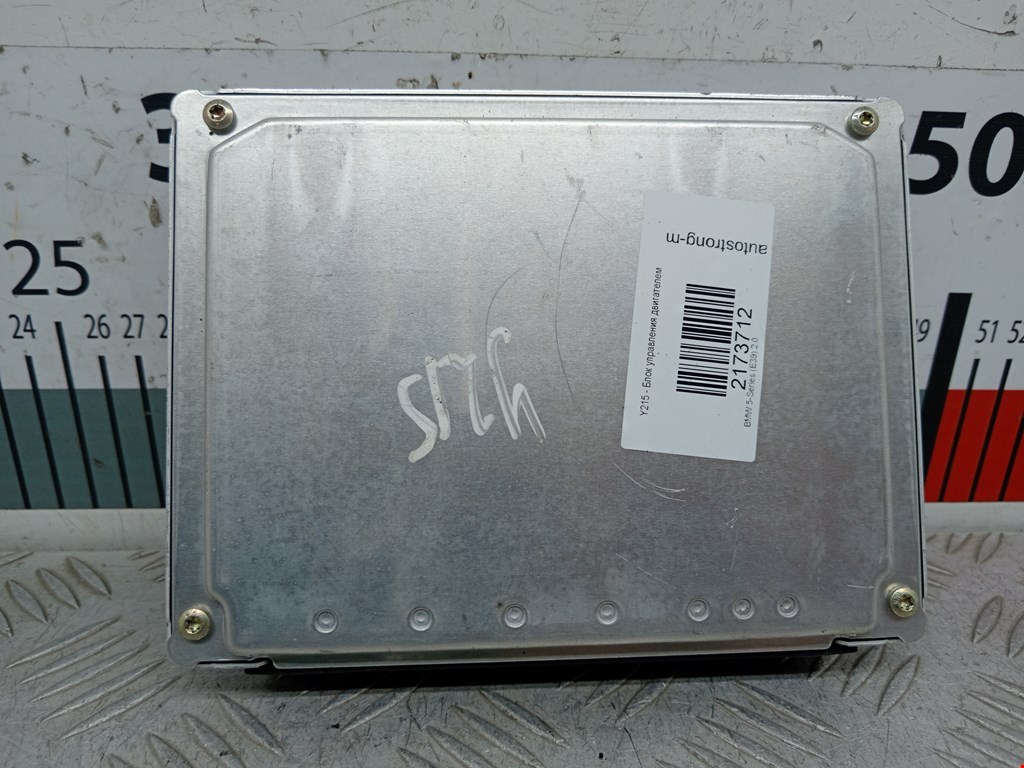 50
25
24 26 27
51
autostrong-m
Y215 - Блок управления двигателем
2173712
BMW 5-Series (E39) 2.0
y215